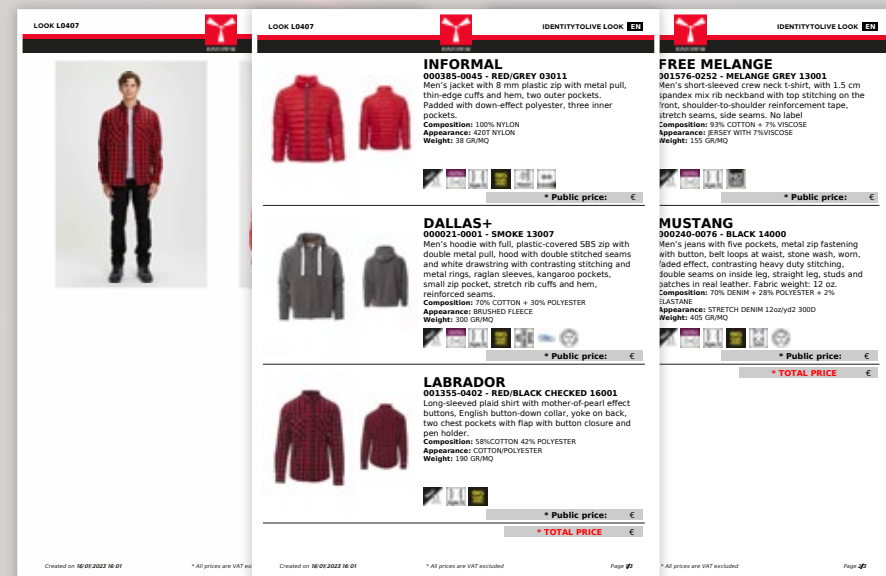 LOOK L0407
Created on 16/01/2023 16:01
* All prices are VAT ex
LOOK L0407
IDENTITYTOLIVE LOOK EN
INFORMAL
000385-0045 - RED/GREY 03011
Men's jacket with 8 mm plastic zip with metal pull,
thin-edge cuffs and hem, two outer pockets.
Padded with down-effect polyester, three inner
pockets.
Composition: 100% NYLON
Appearance: 420T NYLON
Weight: 38 GR/MQ
* Public price: €
DALLAS+
000021-0001 - SMOKE 13007
Men's hoodie with full, plastic-covered SBS zip with
double metal pull, hood with double stitched seams
and white drawstring with contrasting stitching and
metal rings, raglan sleeves, kangaroo pockets,
small zip pocket, stretch rib cuffs and hem,
reinforced seams.
Composition: 70% COTTON + 30% POLYESTER
Appearance: BRUSHED FLEECE
Weight: 300 GR/MQ
* Public price: €
LABRADOR
001355-0402 - RED/BLACK CHECKED 16001
Long-sleeved plaid shirt with mother-of-pearl effect
buttons, English button-down collar, yoke on back,
two chest pockets with flap with button closure and
pen holder.
Composition: 58%COTTON 42% POLYESTER
Appearance: COTTON/POLYESTER
Weight: 190 GR/MQ
* Public price: €
* TOTAL PRICE €
Created on 16/01/2023 16:01
* All prices are VAT excluded
Page
IDENTITYTOLIVE LOOK EN
FREE MELANGE
001576-0252 - MELANGE GREY 13001
Men's short-sleeved crew neck t-shirt, with 1.5 cm
spandex mix rib neckband with top stitching on the
front, shoulder-to-shoulder reinforcement tape,
stretch seams, side seams. No label
Composition: 93% COTTON + 7% VISCOSE
Appearance: JERSEY WITH 7%VISCOSE
Weight: 155 GR/MQ
* Public price: €
MUSTANG
000240-0076 - BLACK 14000
Men's jeans with five pockets, metal zip fastening
with button, belt loops at waist, stone wash, worn,
faded effect, contrasting heavy duty stitching,
double seams on inside leg, straight leg, studs and
patches in real leather. Fabric weight: 12 oz.
Composition: 70% DENIM + 28% POLYESTER + 2%
ELASTANE
Appearance: STRETCH DENIM 12oz/yd2 300D
Weight: 405 GR/MQ
* Public price: €
* TOTAL PRICE €
* All prices are VAT excluded
Page